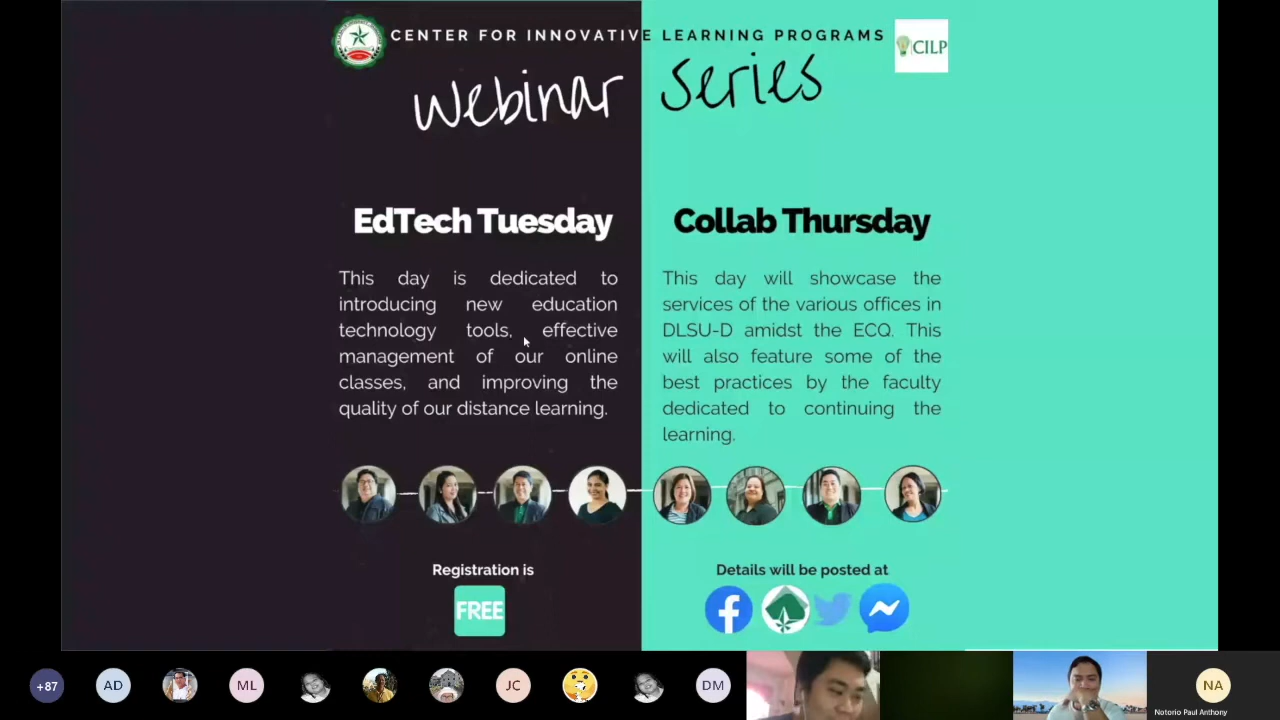 CENTER FOR INNOVATIVE LEARNING PROGRAMS
CILP
webinar series
EdTech Tuesday
This day is dedicated to
introducing new education
technology tools, effective
management of our online
classes, and improving the
quality of our distance learning.
Collab Thursday
This day will showcase the
services of the various offices in
DLSU-D amidst the ECQ. This
will also feature some of the
best practices by the faculty
dedicated to continuing the
learning.
Registration is
FREE
Details will be posted at
+87
AD
ML
JC
DM
NA
Notorio Paul Anthony